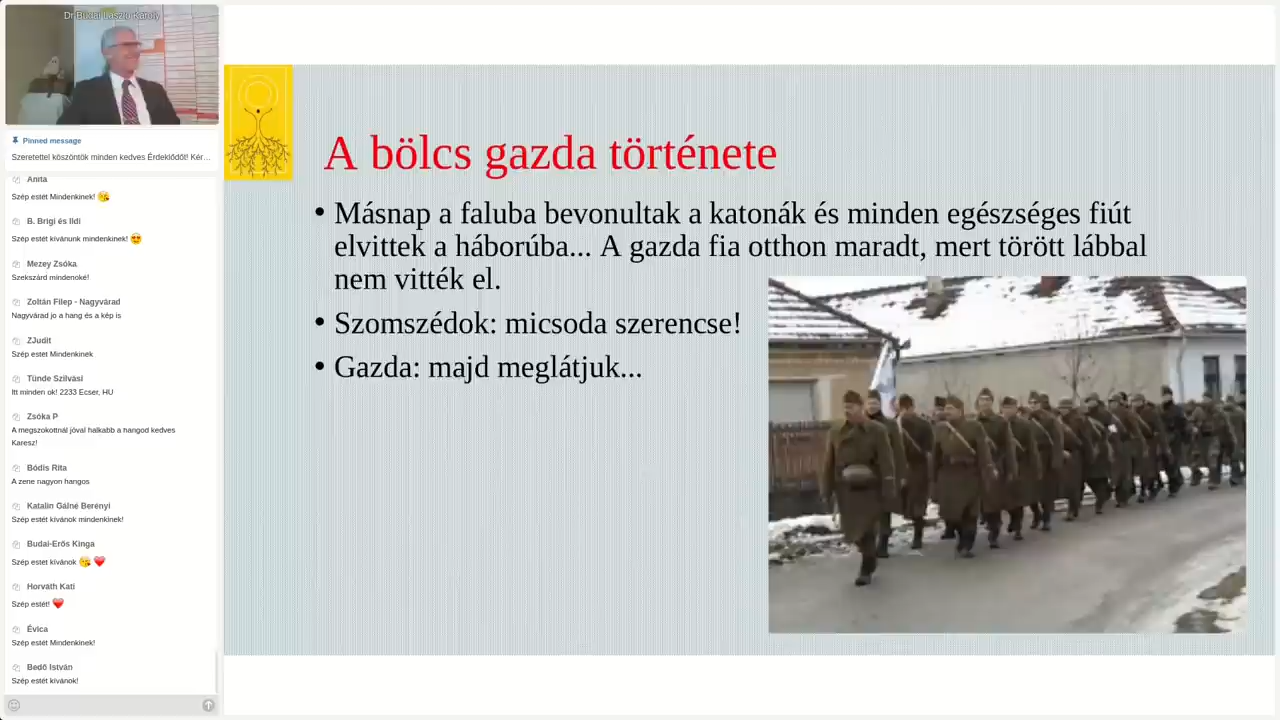 Dr Budai László Károly
Pinned message
Szeretettel köszöntök minden kedves Érdeklődőt! Kér...
Anita
Szép estét Mindenkinek! 😘
B. Brigi és Ildi
Szép estét kívánunk mindenkinek! 😍
Mezey Zsóka
Szekszárd mindenoké!
Zoltán Filep - Nagyvárad
Nagyvárad jo a hang és a kép is
ZJudit
Szép estet Mindenkinek
Tünde Szilvási
Itt minden ok! 2233 Ecser, HU
Zsóka P
A megszokottnál jóval halkabb a hangod kedves
Karesz!
Bódis Rita
A zene nagyon hangos
Katalin Gálné Berényi
Szép estét kívánok mindenkinek!
Budai-Erős Kinga
Szép estet kívánok 😘 ❤️
Horváth Kati
Szép estét! ❤️
Évica
Szép estét Mindenkinek!
Bedő István
Szép estét kívánok!
A bölcs gazda története
• Másnap a faluba bevonultak a katonák és minden egészséges fiút
elvittek a háborúba... A gazda fia otthon maradt, mert törött lábbal
nem vitték el.
• Szomszédok: micsoda szerencse!
• Gazda: majd meglátjuk...